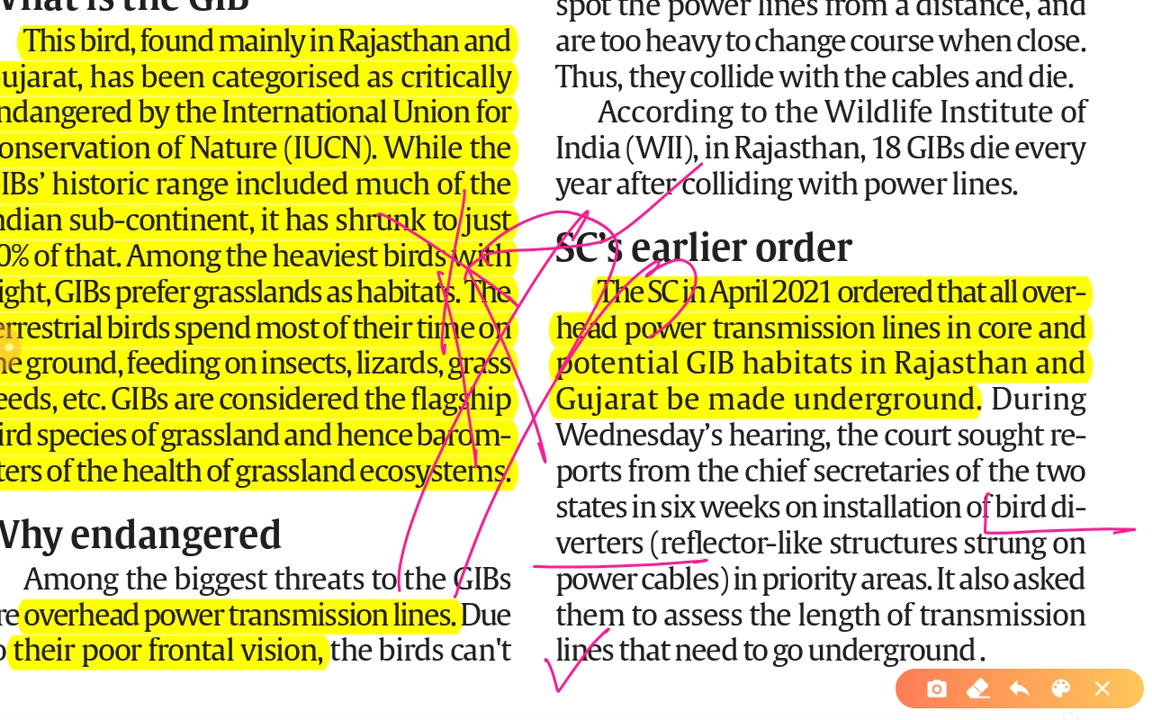 What is the GIB
This bird, found mainly in Rajasthan and
ujarat, has been categorised as critically
ndangered by the International Union for
onservation of Nature (IUCN). While the
IBs' historic range included much of the
ndian sub-continent, it has shrunk to just
0% of that. Among the heaviest birds with
ight, GIBs prefer grasslands as habitats. The
errestrial birds spend most of their time on
he ground, feeding on insects, lizards, grass
eeds, etc. GIBs are considered the flagship
ird species of grassland and hence barom-
ters of the health of grassland ecosystems.
Why endangered
Among the biggest threats to the GIBs
re overhead power transmission lines. Due
o their poor frontal vision, the birds can't
spot the power lines from a distance, and
are too heavy to change course when close.
Thus, they collide with the cables and die.
According to the Wildlife Institute of
India (WII), in Rajasthan, 18 GIBs die every
year after colliding with power lines.
SC's earlier order
The SC in April 2021 ordered that all over-
head power transmission lines in core and
potential GIB habitats in Rajasthan and
Gujarat be made underground. During
Wednesday's hearing, the court sought re-
ports from the chief secretaries of the two
states in six weeks on installation of bird di-
verters (reflector-like structures strung on
power cables) in priority areas. It also asked
them to assess the length of transmission
lines that need to go underground.